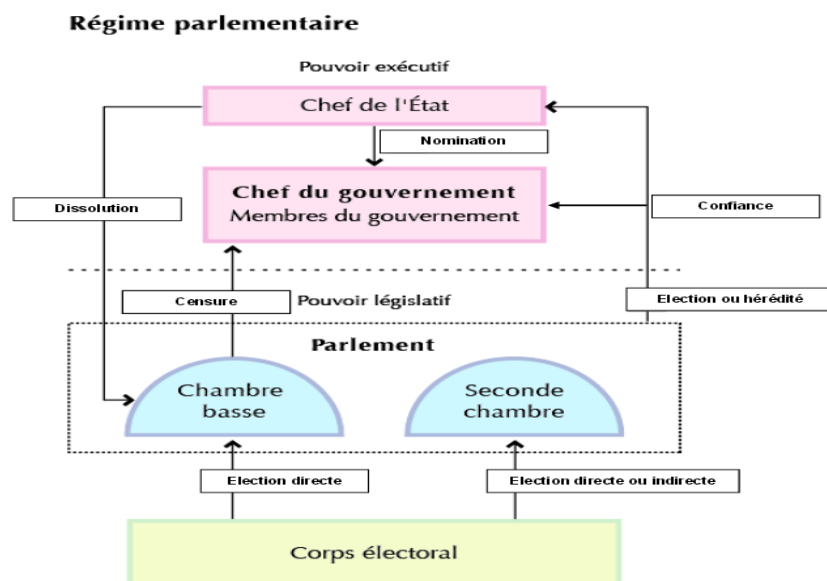 Régime parlementaire
Pouvoir exécutif
Chef de l'État
Nomination
Chef du gouvernement
Membres du gouvernement
Dissolution
Confiance
Censure
Pouvoir législatif
Election ou hérédité
Parlement
Chambre
basse
Seconde
chambre
Election directe
Election directe ou indirecte
Corps électoral